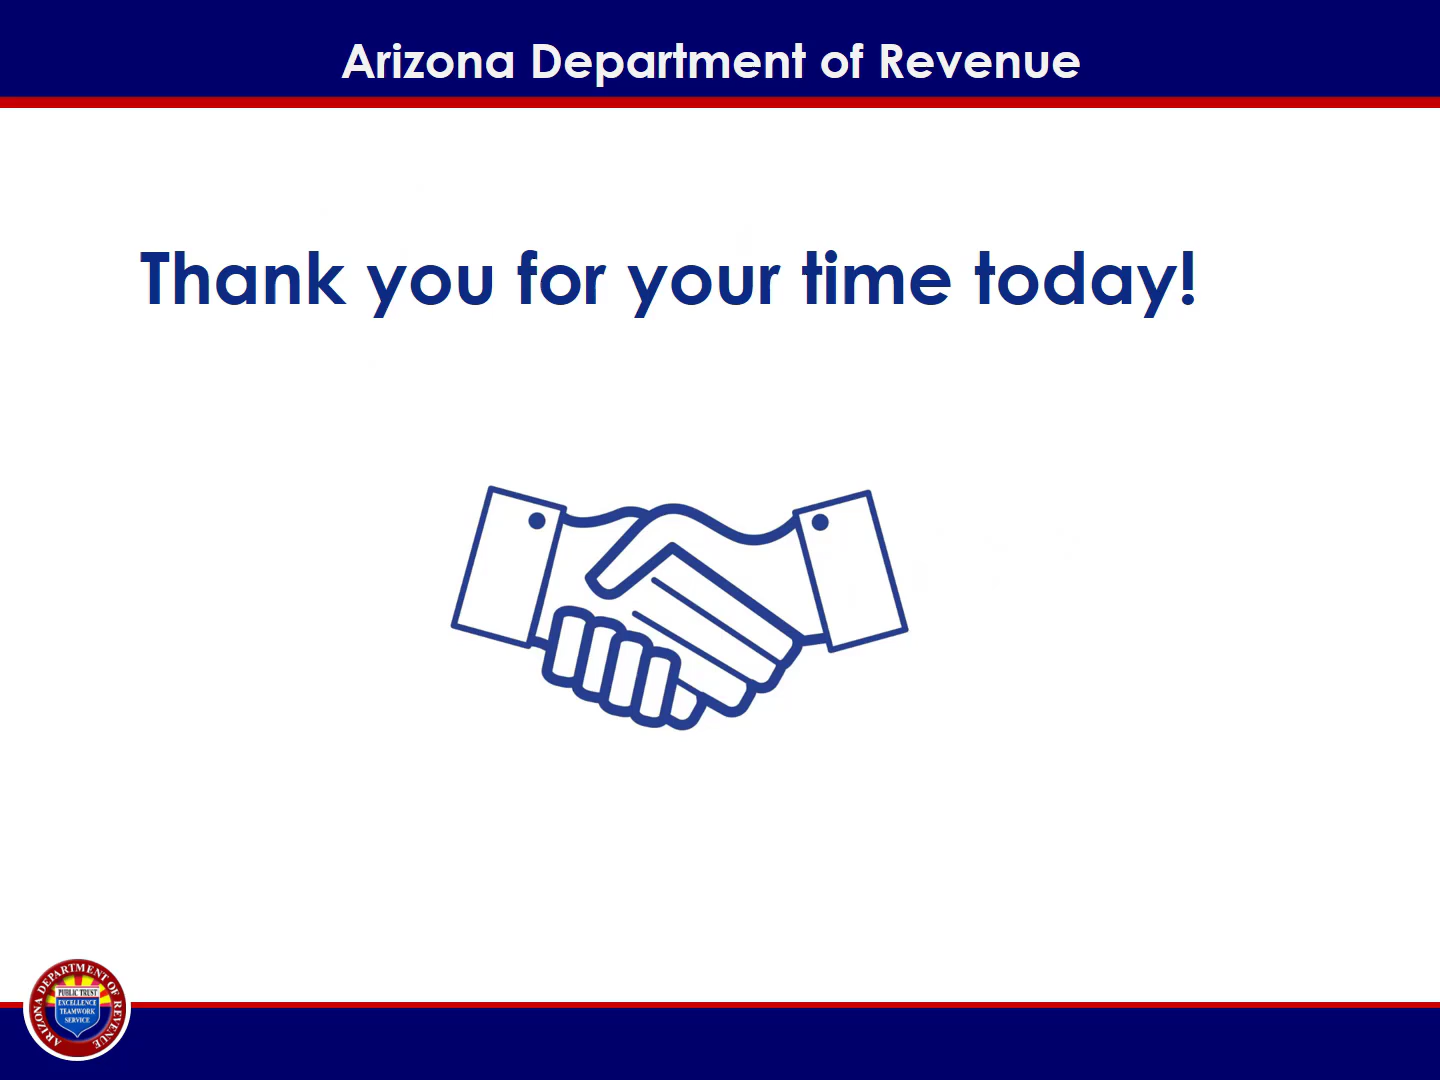 Arizona Department of Revenue
Thank you for your time today!
ARIZONA DEPARTMENT OF REVENUE
PUBLIC TRUST
EXCELLENCE
TEAMWORK
SERVICE